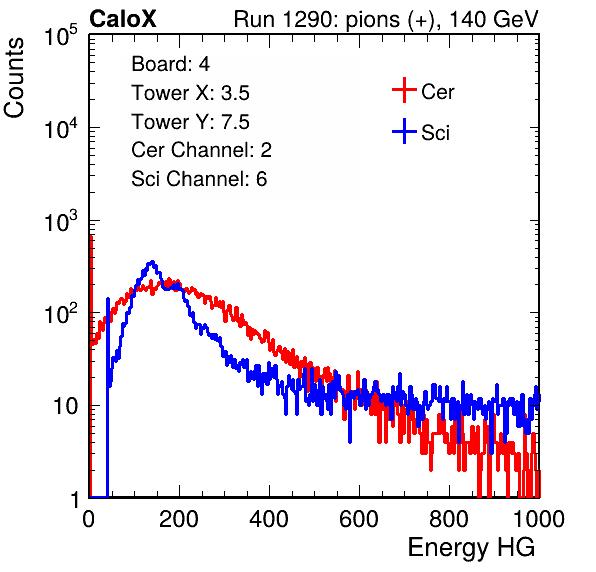 CaloX
Run 1290: pions (+), 140 GeV
Counts
10^5
10^4
10^3
10^2
10
1
Board: 4
Tower X: 3.5
Tower Y: 7.5
Cer Channel: 2
Sci Channel: 6
Cer
Sci
0 200 400 600 800 1000
Energy HG